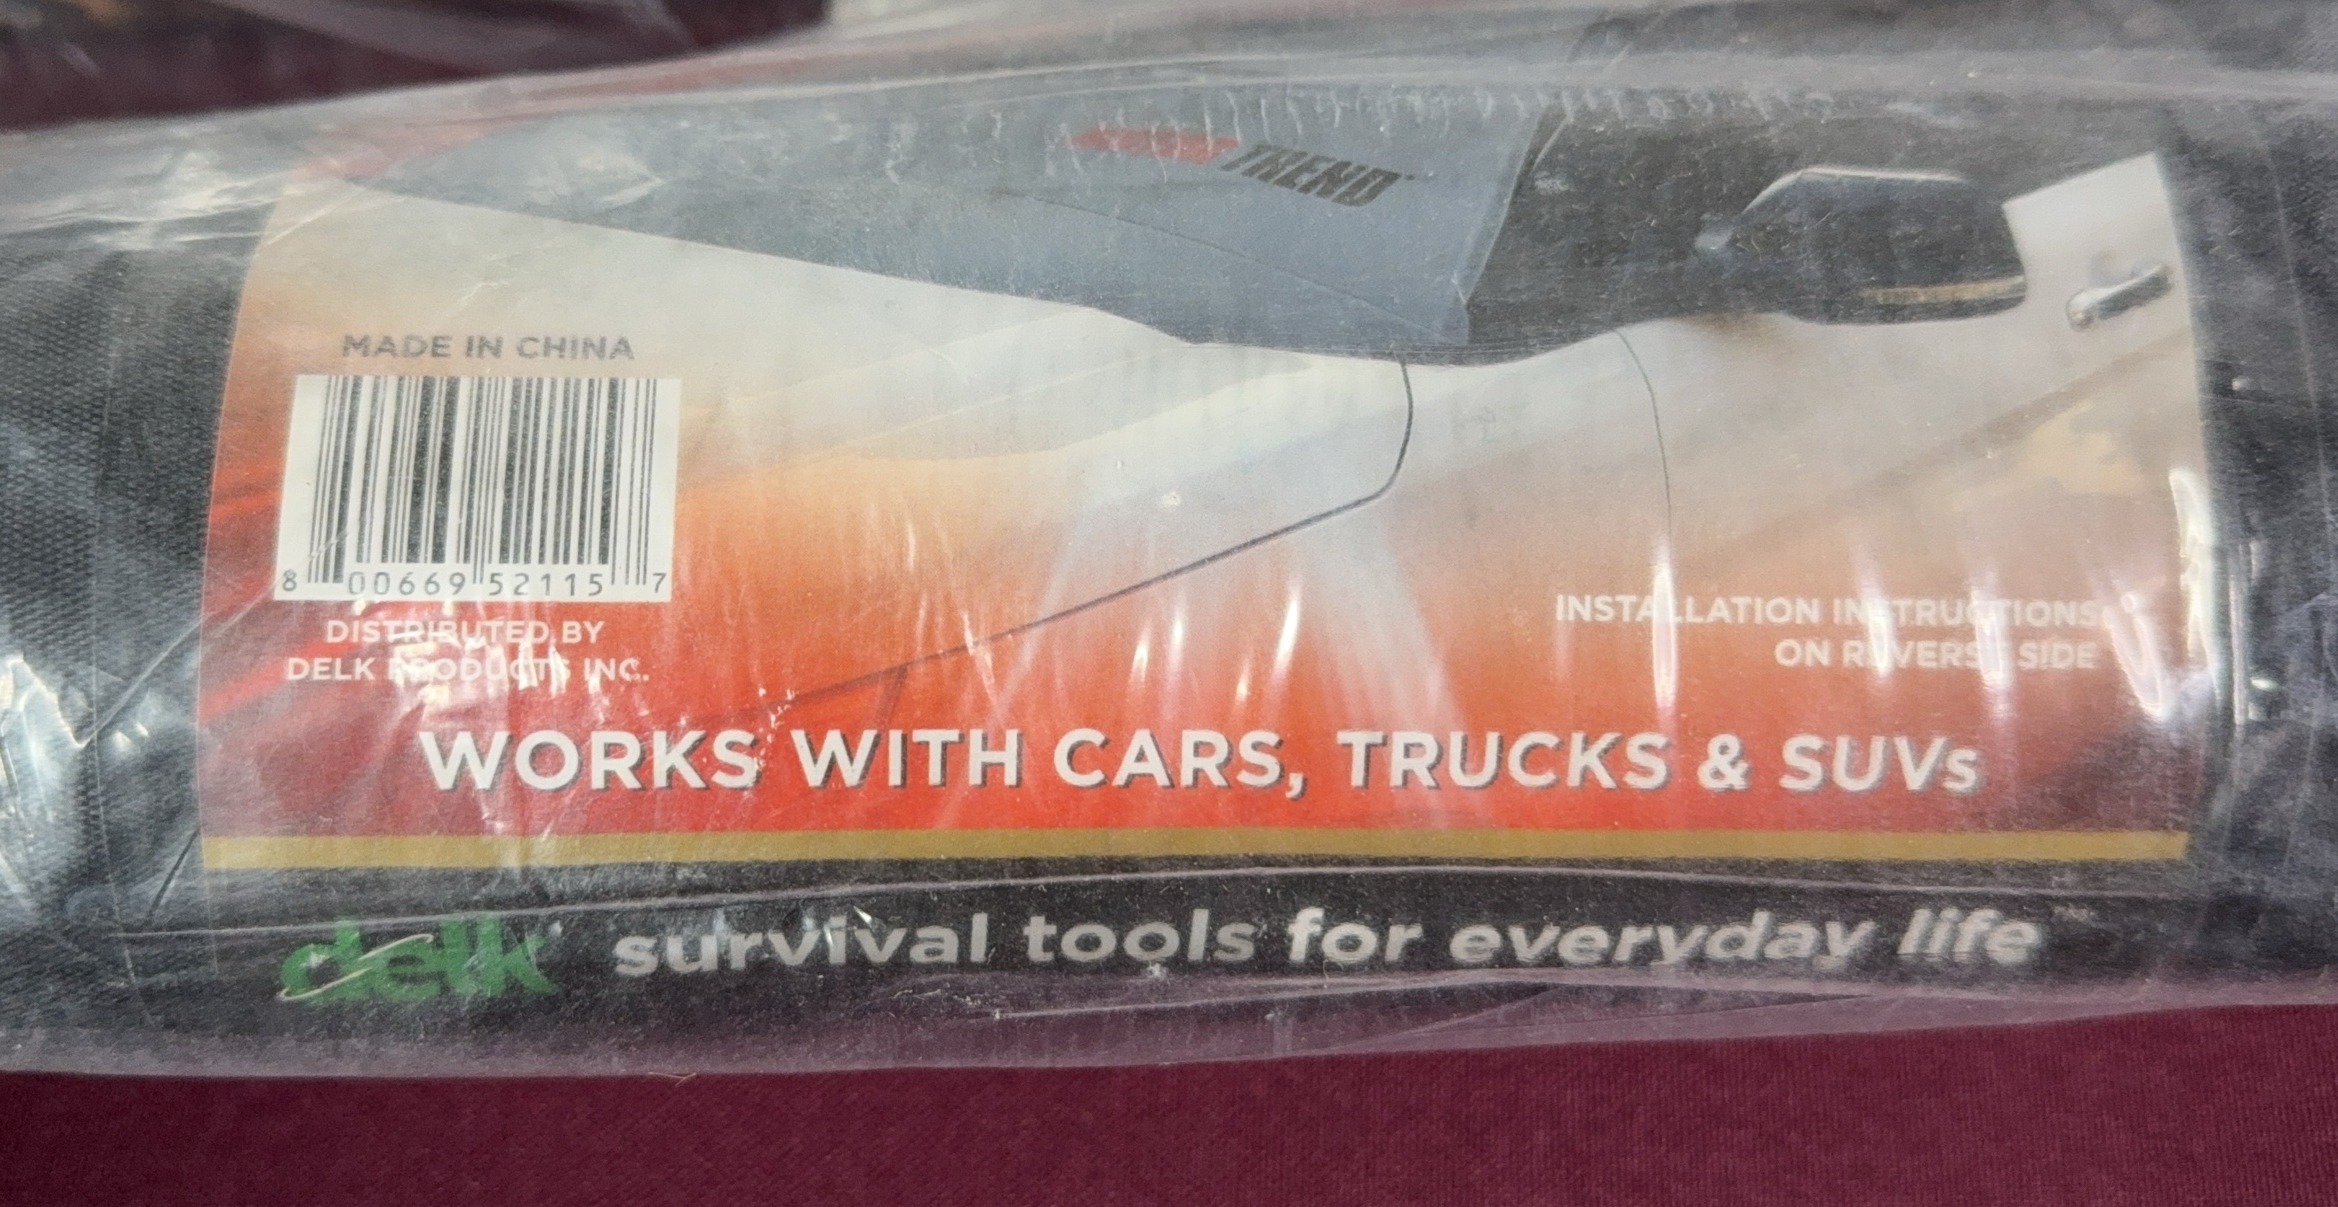 TREND
MADE IN CHINA
8 00669 52115 7
DISTRIBUTED BY
DELK PRODUCTS INC.
INSTALLATION INSTRUCTIONS
ON REVERSE SIDE
WORKS WITH CARS, TRUCKS & SUVs
delk survival tools for everyday life™